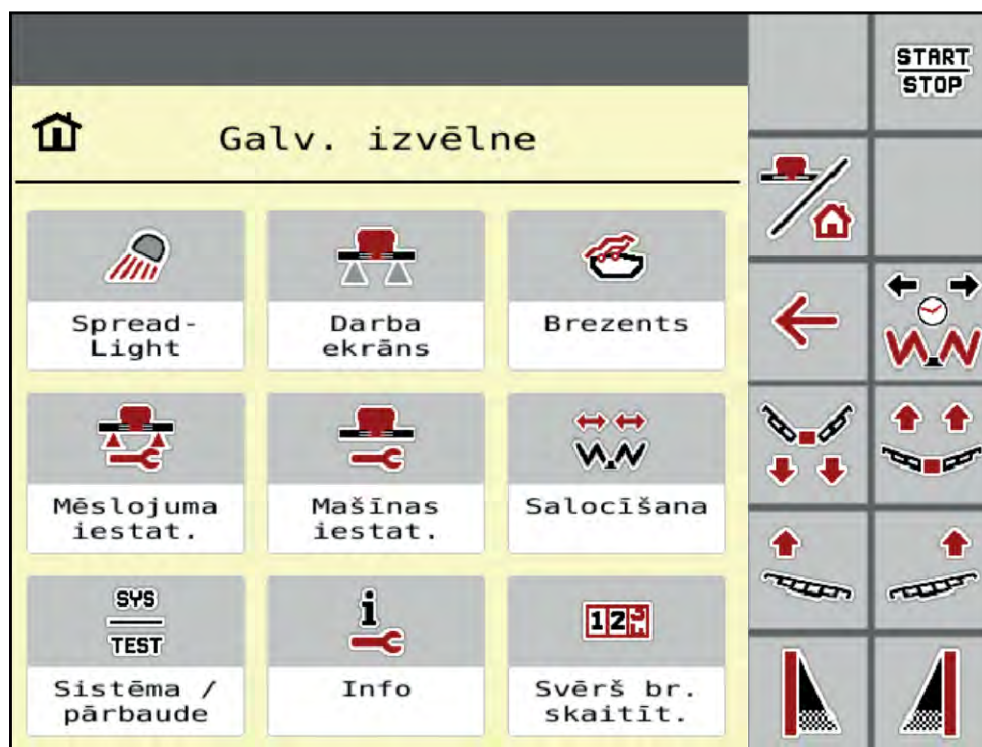 START
STOP
Galv. izvēlne
Spread-
Light
Darba
ekrāns
Brezents
Mēslojuma
iestat.
Mašīnas
iestat.
Salocīšana
SYS
TEST
Sistēma /
pārbaude
i
Info
12
Svērš br.
skaitīt.